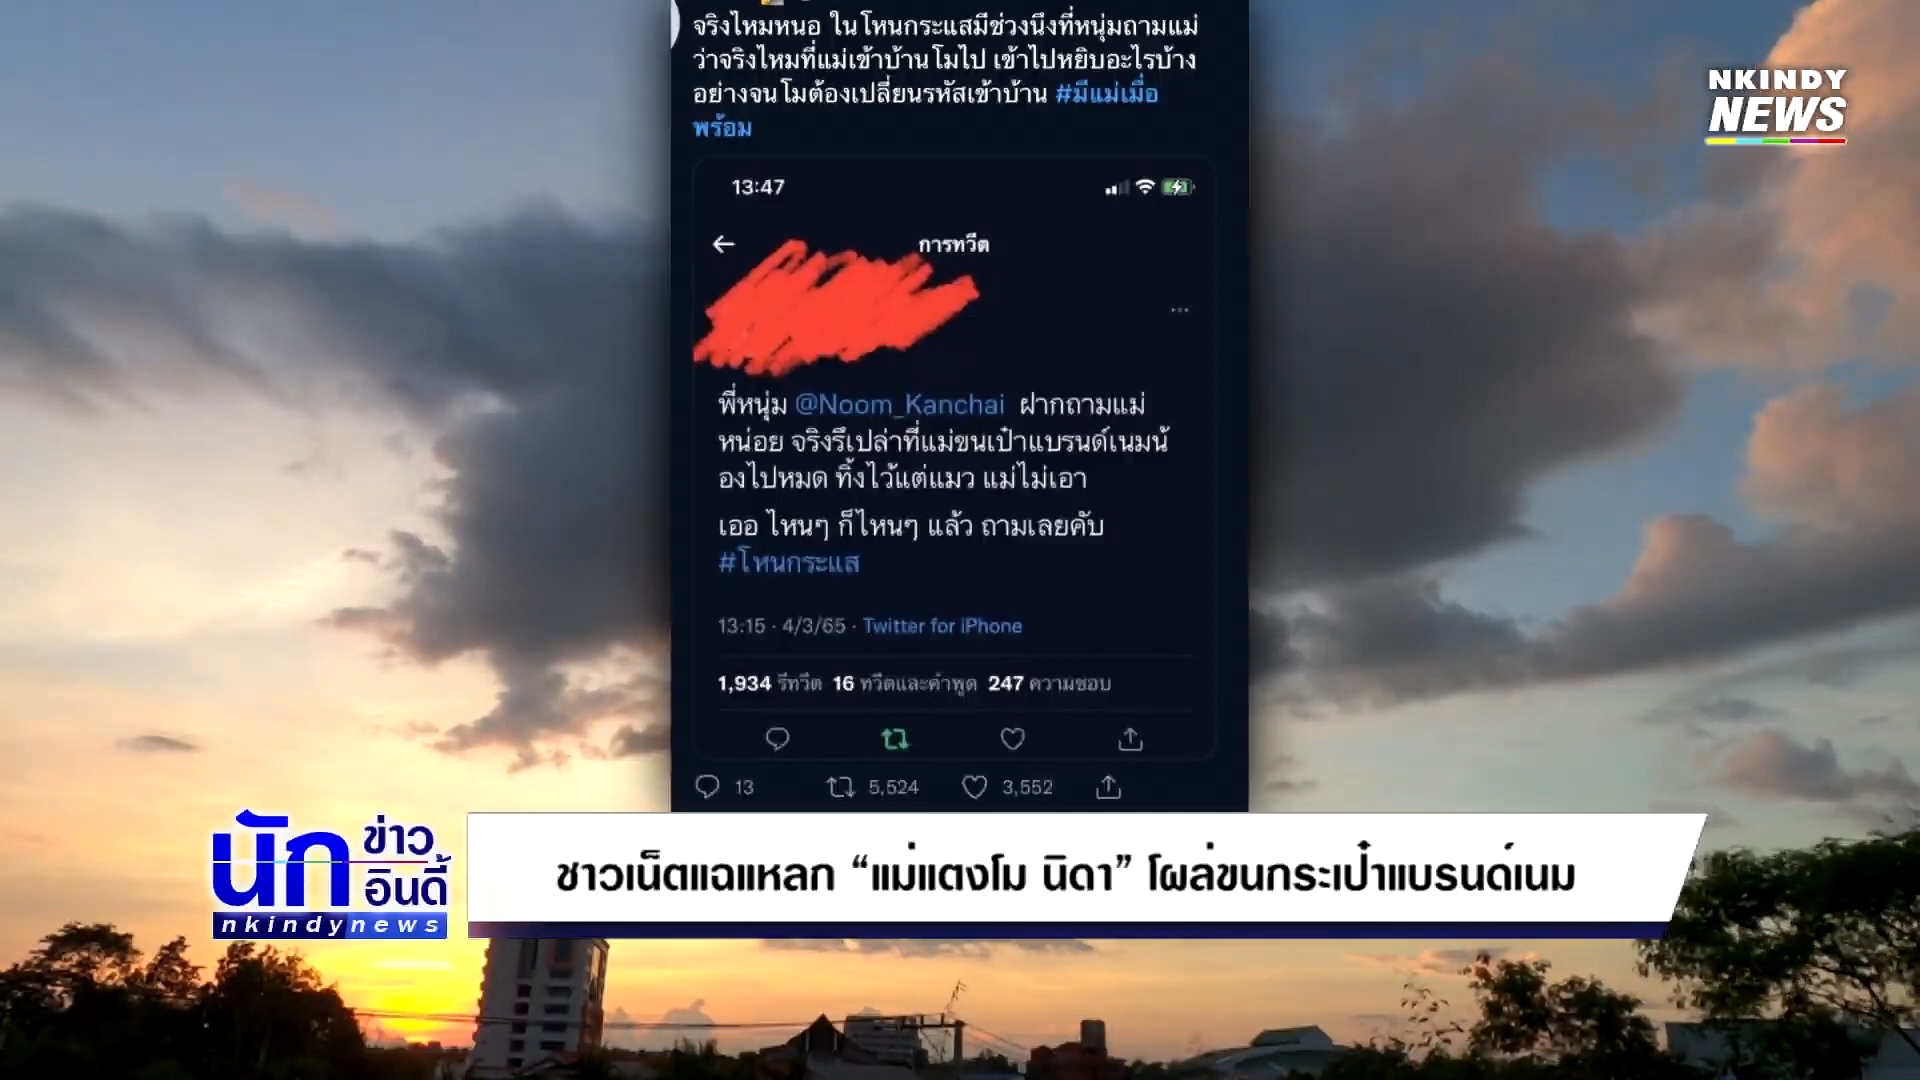 จริงไหมหนอ ในโหนกระแสมีช่วงนึงที่หนุ่มถามแม่
ว่าจริงไหมที่แม่เข้าบ้านโมไป เข้าไปหยิบอะไรบ้าง
อย่างจนโมต้องเปลี่ยนรหัสเข้าบ้าน #มีแม่เมื่อ
พร้อม
NKINDY
NEWS
13:47
การทวีต
พี่หนุ่ม @Noom_Kanchai ฝากถามแม่
หน่อย จริงรึเปล่าที่แม่ขนเป๋าแบรนด์เนมน้
องไปหมด ทิ้งไว้แต่แมว แม่ไม่เอา
เออ ไหนๆ ก็ไหนๆ แล้ว ถามเลยคับ
#โหนกระแส
13:15 · 4/3/65 · Twitter for iPhone
1,934 รีทวีต 16 ทวีตและคำพูด 247 ความชอบ
13 5,524 3,552
นักข่าวอินดี้
nkindynews
ชาวเน็ตแฉแหลก “แม่แตงโม นิดา” โผล่ขนกระเป๋าแบรนด์เนม